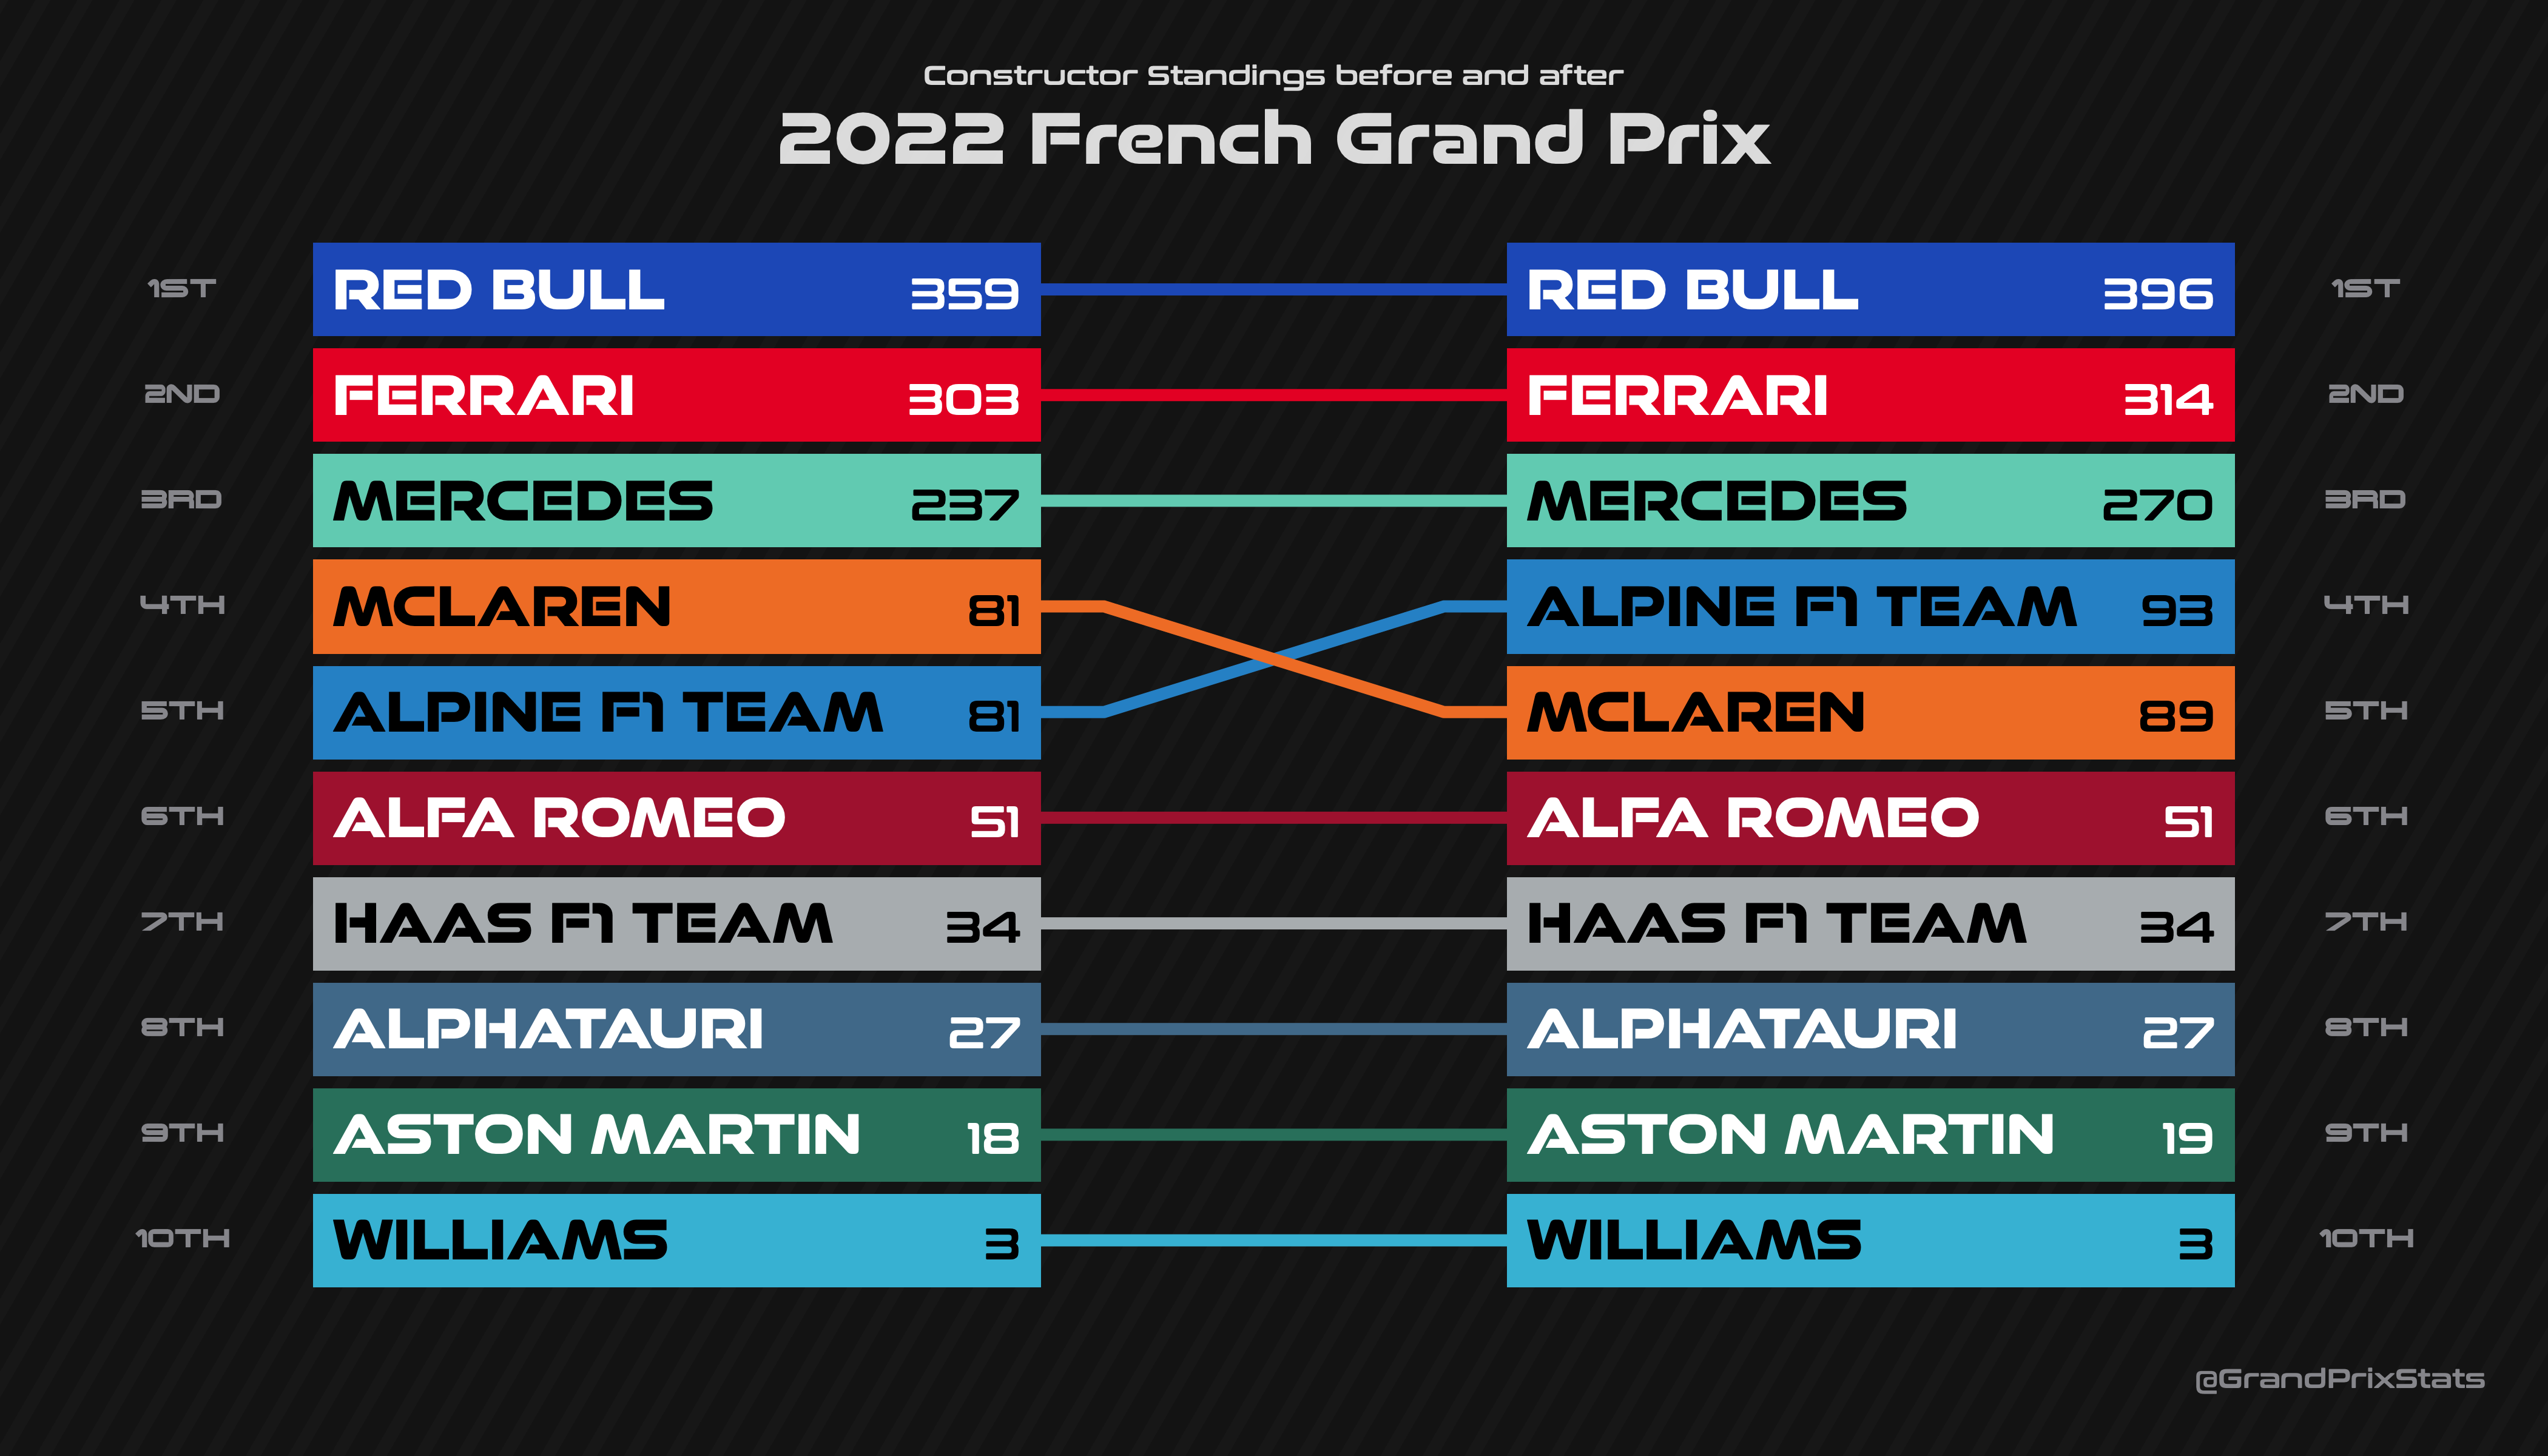 Constructor Standings before and after
2022 French Grand Prix
1ST RED BULL 359 RED BULL 396 1ST
2ND FERRARI 303 FERRARI 314 2ND
3RD MERCEDES 237 MERCEDES 270 3RD
4TH MCLAREN 81 ALPINE F1 TEAM 93 4TH
5TH ALPINE F1 TEAM 81 MCLAREN 89 5TH
6TH ALFA ROMEO 51 ALFA ROMEO 51 6TH
7TH HAAS F1 TEAM 34 HAAS F1 TEAM 34 7TH
8TH ALPHATAURI 27 ALPHATAURI 27 8TH
9TH ASTON MARTIN 18 ASTON MARTIN 19 9TH
10TH WILLIAMS 3 WILLIAMS 3 10TH
@GrandPrixStats